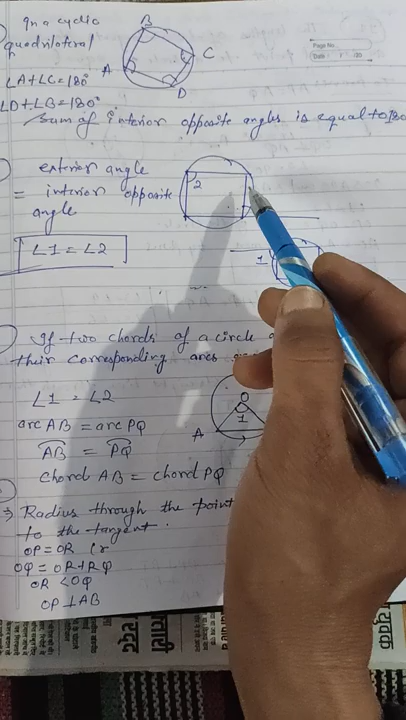 In a cyclic
quadrilateral
∠A+∠C=180°
∠D+∠B=180°
B
C
A
D
Page No.
Date
Sum of interior opposite angles is equal to 180
exterior angle
= interior opposite
angle
2
∠1 = ∠2
1
If two chords of a circle
their corresponding arcs
∠1 = ∠2
arc AB = arc PQ
AB = PQ
chord AB = chord PQ
O
1
A
⇒ Radius through the point
to the tangent.
OP = OR (r
OQ = OR+RQ
OR < OQ
OP ⊥ AB